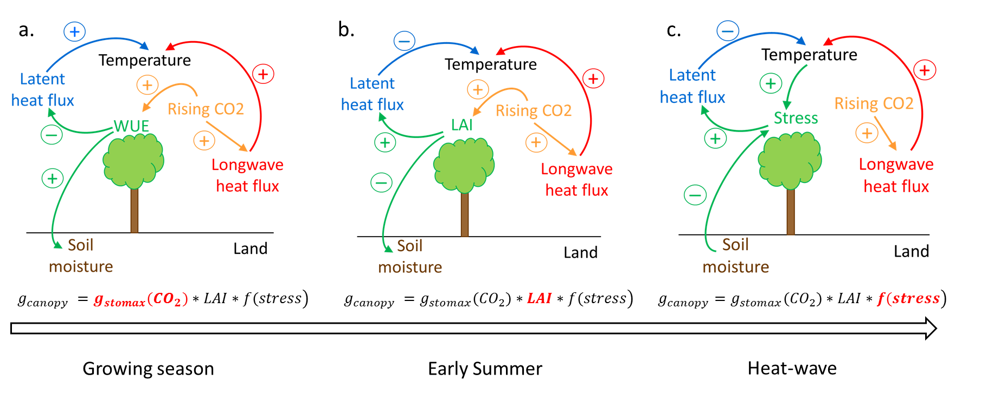 a.
+
Temperature
+
Latent
heat flux
+
Rising CO2
WUE
−
+
+
Longwave
heat flux
Soil
moisture
Land
g_canopy = g_stomax(CO₂) * LAI * f(stress)
Growing season
b.
−
Temperature
+
Latent
heat flux
+
Rising CO2
LAI
+
+
−
Longwave
heat flux
Soil
moisture
Land
g_canopy = g_stomax(CO₂) * LAI * f(stress)
Early Summer
c.
−
Temperature
+
Latent
heat flux
+
Rising CO2
Stress
+
+
−
Longwave
heat flux
Soil
moisture
Land
g_canopy = g_stomax(CO₂) * LAI * f(stress)
Heat-wave